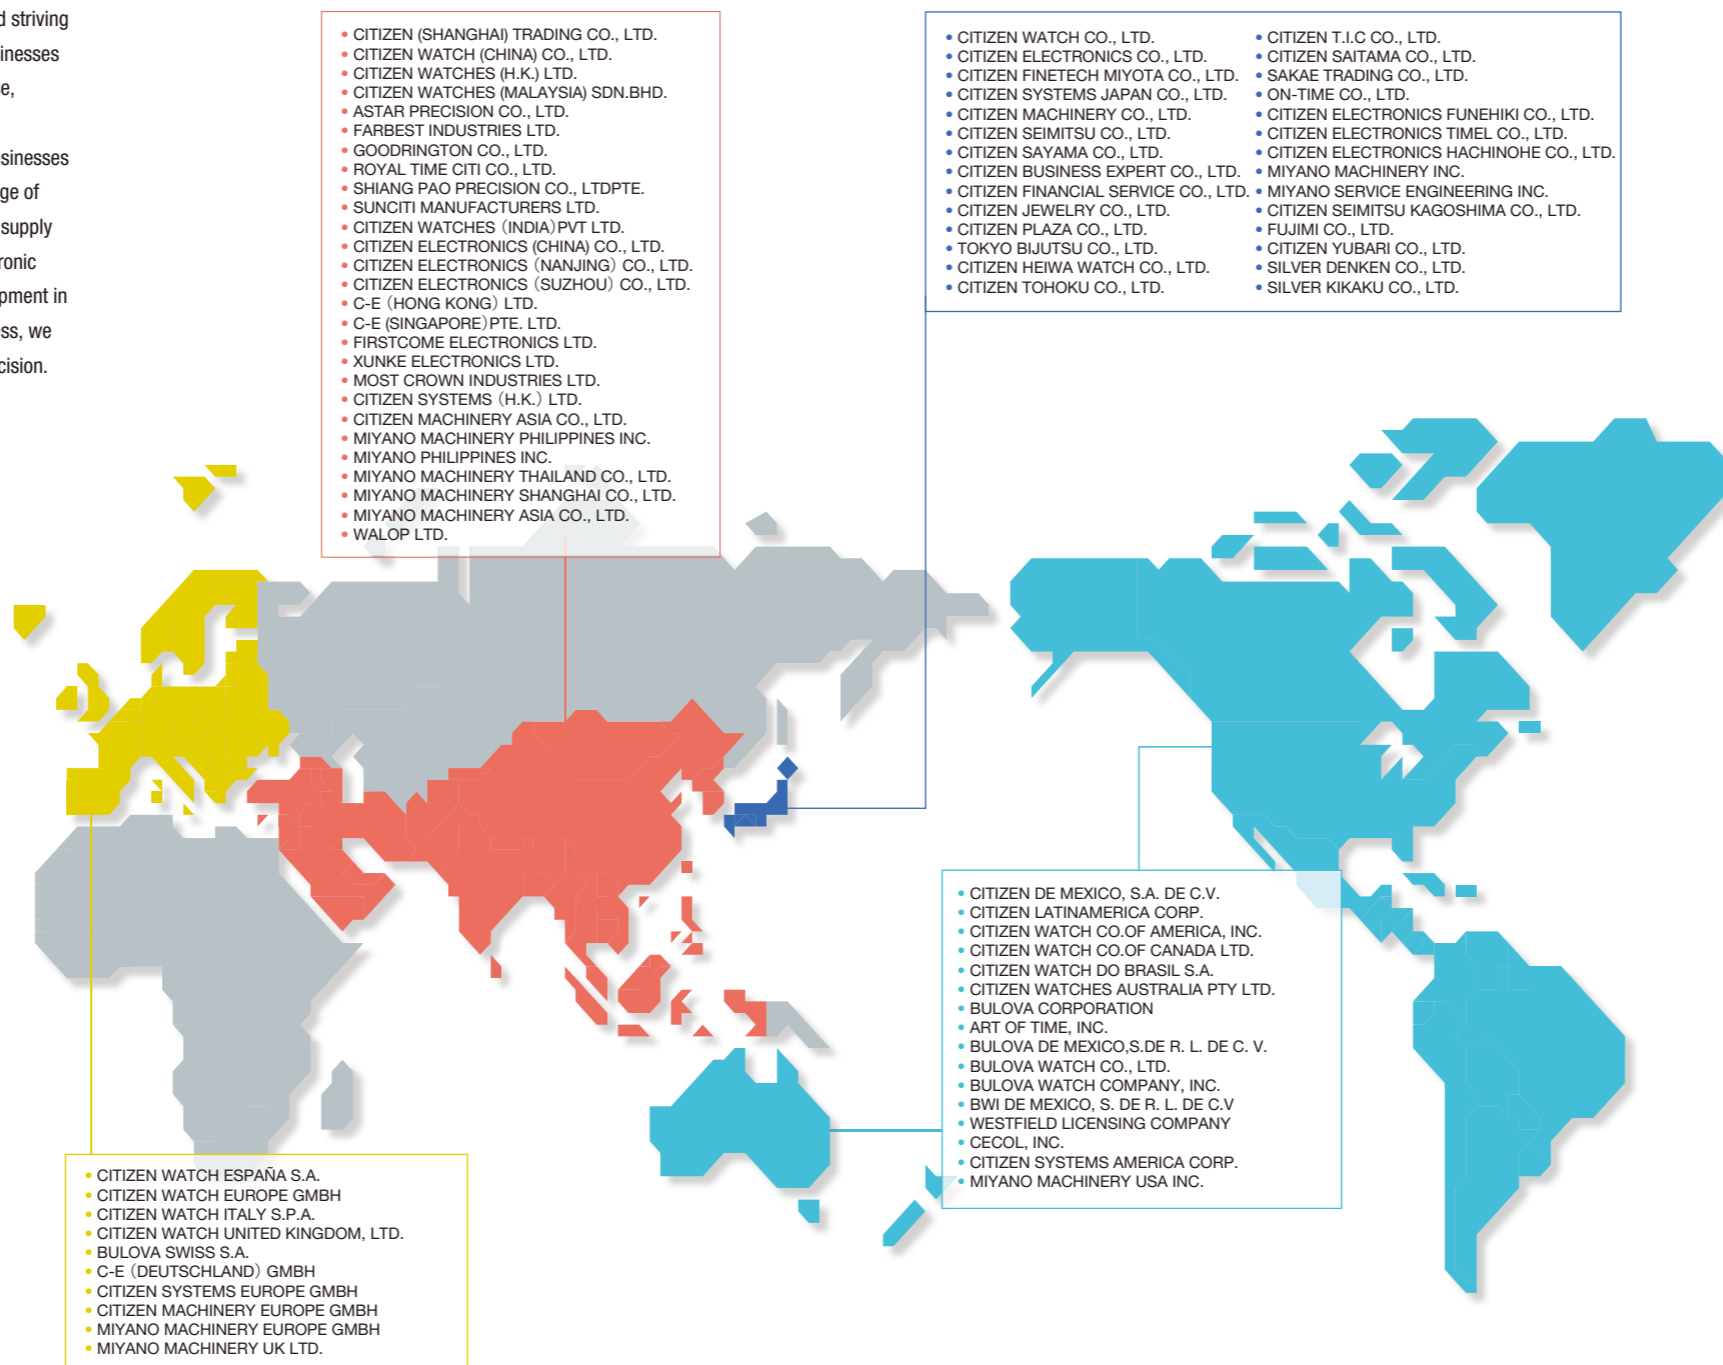 d striving
inesses
e,
sinesses
ge of
supply
ronic
pment in
ss, we
cision.
• CITIZEN (SHANGHAI) TRADING CO., LTD.
• CITIZEN WATCH (CHINA) CO., LTD.
• CITIZEN WATCHES (H.K.) LTD.
• CITIZEN WATCHES (MALAYSIA) SDN.BHD.
• ASTAR PRECISION CO., LTD.
• FARBEST INDUSTRIES LTD.
• GOODRINGTON CO., LTD.
• ROYAL TIME CITI CO., LTD.
• SHIANG PAO PRECISION CO., LTDPTE.
• SUNCITI MANUFACTURERS LTD.
• CITIZEN WATCHES (INDIA)PVT LTD.
• CITIZEN ELECTRONICS (CHINA) CO., LTD.
• CITIZEN ELECTRONICS (NANJING) CO., LTD.
• CITIZEN ELECTRONICS (SUZHOU) CO., LTD.
• C-E (HONG KONG) LTD.
• C-E (SINGAPORE)PTE. LTD.
• FIRSTCOME ELECTRONICS LTD.
• XUNKE ELECTRONICS LTD.
• MOST CROWN INDUSTRIES LTD.
• CITIZEN SYSTEMS (H.K.) LTD.
• CITIZEN MACHINERY ASIA CO., LTD.
• MIYANO MACHINERY PHILIPPINES INC.
• MIYANO PHILIPPINES INC.
• MIYANO MACHINERY THAILAND CO., LTD.
• MIYANO MACHINERY SHANGHAI CO., LTD.
• MIYANO MACHINERY ASIA CO., LTD.
• WALOP LTD.
• CITIZEN WATCH CO., LTD.
• CITIZEN ELECTRONICS CO., LTD.
• CITIZEN FINETECH MIYOTA CO., LTD.
• CITIZEN SYSTEMS JAPAN CO., LTD.
• CITIZEN MACHINERY CO., LTD.
• CITIZEN SEIMITSU CO., LTD.
• CITIZEN SAYAMA CO., LTD.
• CITIZEN BUSINESS EXPERT CO., LTD.
• CITIZEN FINANCIAL SERVICE CO., LTD.
• CITIZEN JEWELRY CO., LTD.
• CITIZEN PLAZA CO., LTD.
• TOKYO BIJUTSU CO., LTD.
• CITIZEN HEIWA WATCH CO., LTD.
• CITIZEN TOHOKU CO., LTD.
• CITIZEN T.I.C CO., LTD.
• CITIZEN SAITAMA CO., LTD.
• SAKAE TRADING CO., LTD.
• ON-TIME CO., LTD.
• CITIZEN ELECTRONICS FUNEHIKI CO., LTD.
• CITIZEN ELECTRONICS TIMEL CO., LTD.
• CITIZEN ELECTRONICS HACHINOHE CO., LTD.
• MIYANO MACHINERY INC.
• MIYANO SERVICE ENGINEERING INC.
• CITIZEN SEIMITSU KAGOSHIMA CO., LTD.
• FUJIMI CO., LTD.
• CITIZEN YUBARI CO., LTD.
• SILVER DENKEN CO., LTD.
• SILVER KIKAKU CO., LTD.
• CITIZEN DE MEXICO, S.A. DE C.V.
• CITIZEN LATINAMERICA CORP.
• CITIZEN WATCH CO.OF AMERICA, INC.
• CITIZEN WATCH CO.OF CANADA LTD.
• CITIZEN WATCH DO BRASIL S.A.
• CITIZEN WATCHES AUSTRALIA PTY LTD.
• BULOVA CORPORATION
• ART OF TIME, INC.
• BULOVA DE MEXICO,S.DE R. L. DE C. V.
• BULOVA WATCH CO., LTD.
• BULOVA WATCH COMPANY, INC.
• BWI DE MEXICO, S. DE R. L. DE C.V
• WESTFIELD LICENSING COMPANY
• CECOL, INC.
• CITIZEN SYSTEMS AMERICA CORP.
• MIYANO MACHINERY USA INC.
• CITIZEN WATCH ESPAÑA S.A.
• CITIZEN WATCH EUROPE GMBH
• CITIZEN WATCH ITALY S.P.A.
• CITIZEN WATCH UNITED KINGDOM, LTD.
• BULOVA SWISS S.A.
• C-E (DEUTSCHLAND) GMBH
• CITIZEN SYSTEMS EUROPE GMBH
• CITIZEN MACHINERY EUROPE GMBH
• MIYANO MACHINERY EUROPE GMBH
• MIYANO MACHINERY UK LTD.